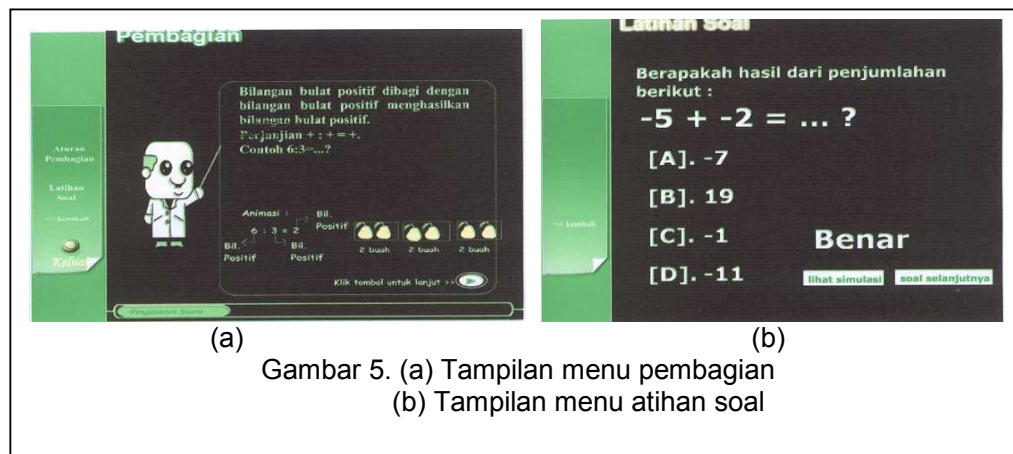 Pembagian
Bilangan bulat positif dibagi dengan
bilangan bulat positif menghasilkan
bilangan bulat positif.
Perjanjian + : + = +.
Contoh 6:3=...?
Aturan
Pembagian
Latihan
Soal
<< kembali
Keluar
Animasi :
Bil.
Positif
6 : 3 = 2
Bil.
Positif
Bil.
Positif
2 buah
2 buah
2 buah
Klik tombol untuk lanjut >>
Pengaturan Suara
Latihan Soal
Berapakah hasil dari penjumlahan
berikut :
-5 + -2 = ... ?
[A]. -7
[B]. 19
[C]. -1
[D]. -11
<< kembali
Benar
lihat simulasi
soal selanjutnya
(a)
(b)
Gambar 5. (a) Tampilan menu pembagian
(b) Tampilan menu atihan soal